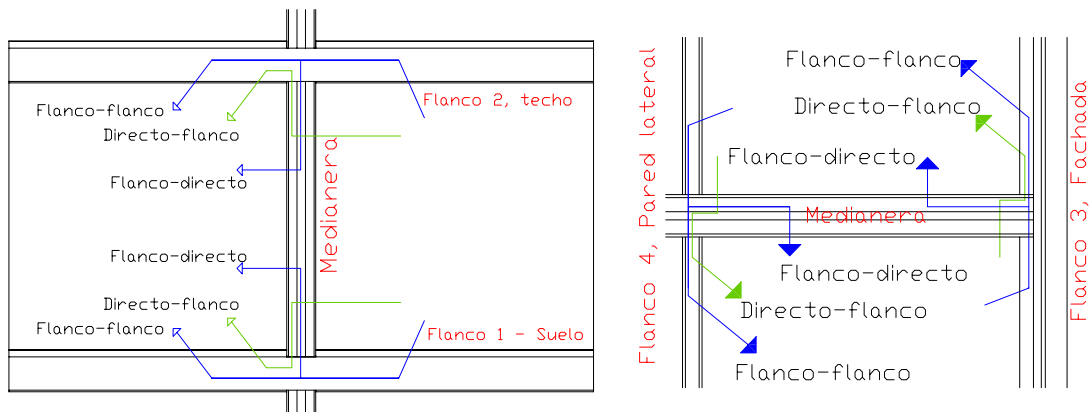 Flanco 2, techo
Flanco-flanco
Directo-flanco
Flanco-directo
Medianera
Flanco-directo
Directo-flanco
Flanco-flanco
Flanco 1 - Suelo
Flanco 4, Pared lateral
Flanco-flanco
Directo-flanco
Flanco-directo
Medianera
Flanco-directo
Directo-flanco
Flanco-flanco
Flanco 3, Fachada